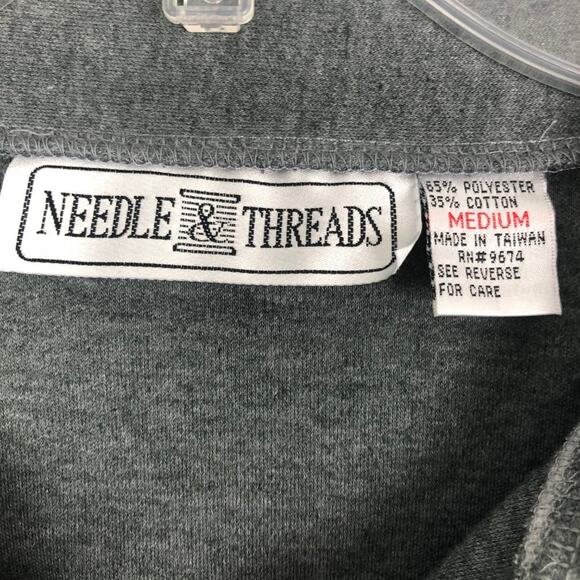 NEEDLE & THREADS
65% POLYESTER
35% COTTON
MEDIUM
MADE IN TAIWAN
RN#9674
SEE REVERSE
FOR CARE